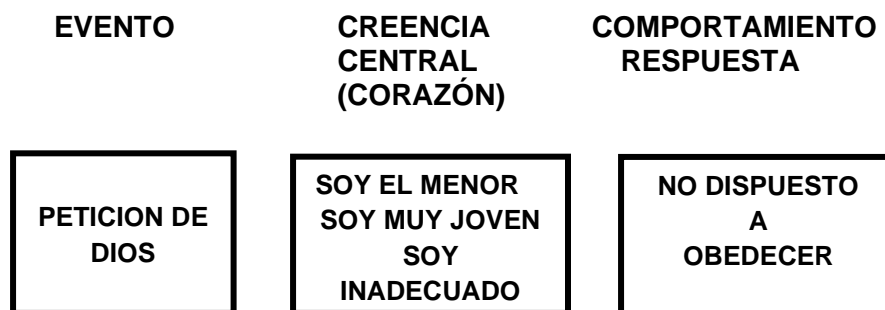 EVENTO
CREENCIA
CENTRAL
(CORAZÓN)
COMPORTAMIENTO
RESPUESTA
PETICION DE
DIOS
SOY EL MENOR
SOY MUY JOVEN
SOY
INADECUADO
NO DISPUESTO
A
OBEDECER